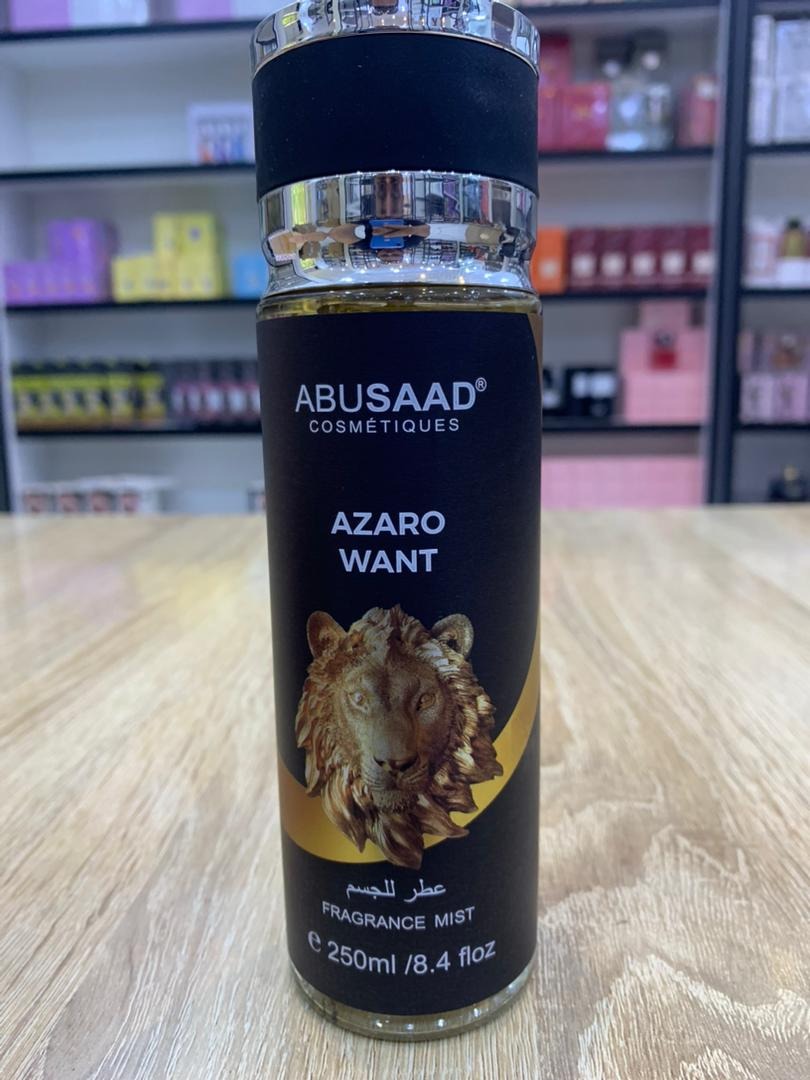 ABUSAAD®
COSMÉTIQUES
AZARO
WANT
عطر للجسم
FRAGRANCE MIST
℮ 250ml /8.4 floz